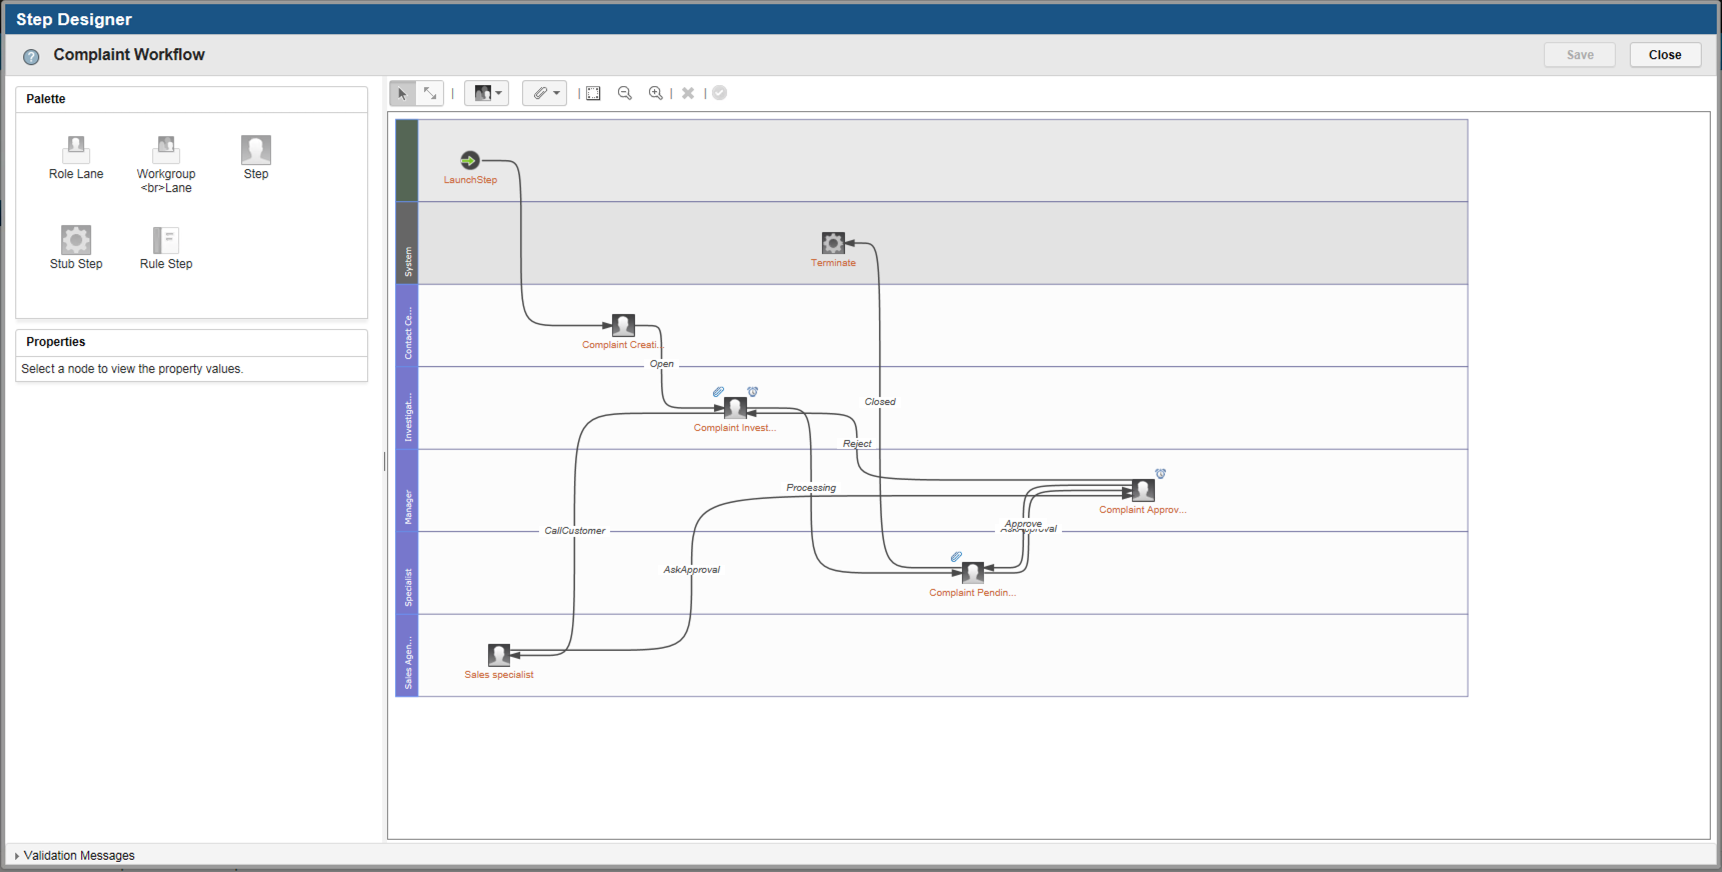 Step Designer
Complaint Workflow
Save
Close
Palette
Role Lane
Workgroup
<br>Lane
Step
Stub Step
Rule Step
Properties
Select a node to view the property values.
LaunchStep
System
Terminate
Contact Ce...
Complaint Creati...
Open
Investigat...
Complaint Invest...
Closed
Reject
Manager
Processing
Complaint Approv...
Approve
AskApproval
CallCustomer
Specialist
AskApproval
Complaint Pendin...
Sales Agen...
Sales specialist
Validation Messages